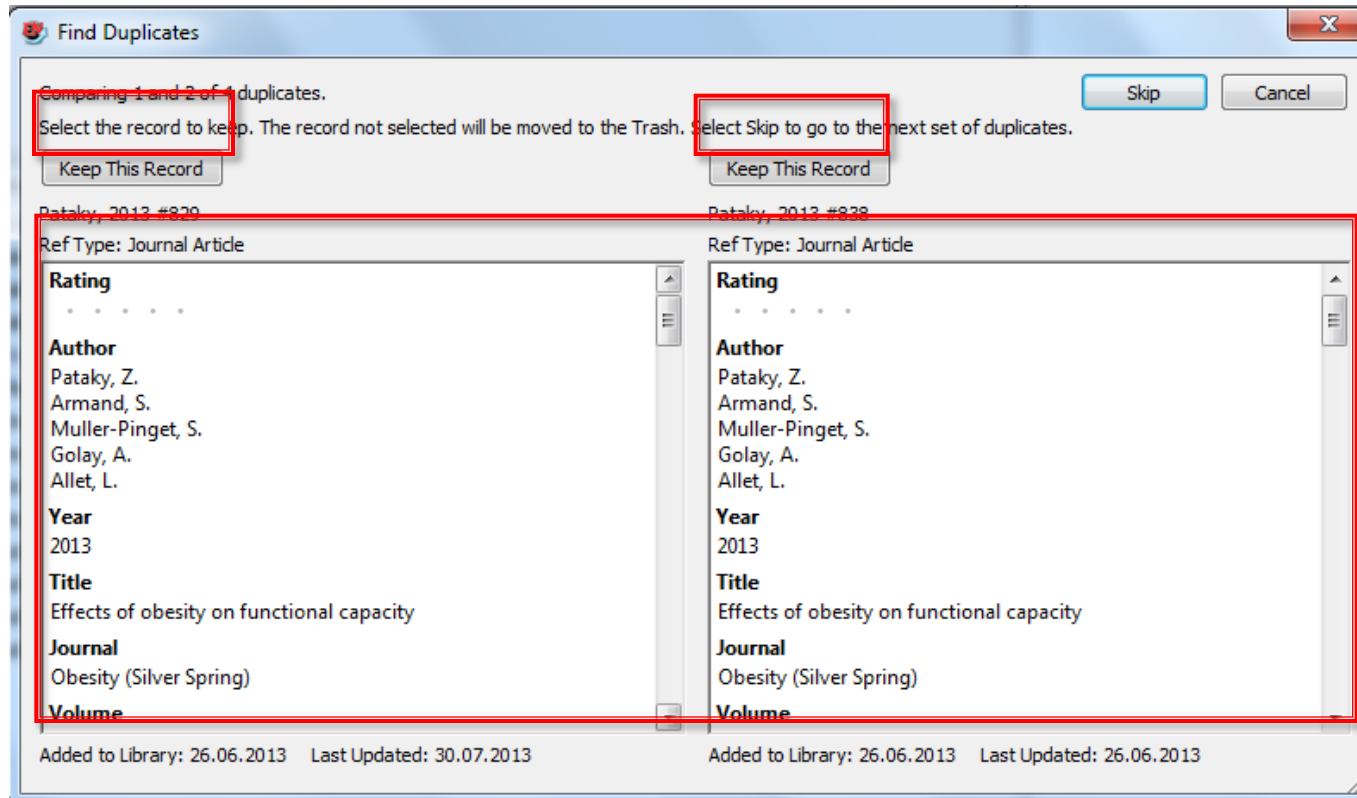 Find Duplicates
Comparing 1 and 2 of 4 duplicates.
Skip
Cancel
Select the record to keep. The record not selected will be moved to the Trash. Select Skip to go to the next set of duplicates.
Keep This Record
Keep This Record
Pataky, 2013 #829
Pataky, 2013 #838
Ref Type: Journal Article
Ref Type: Journal Article
Rating
Author
Pataky, Z.
Armand, S.
Muller-Pinget, S.
Golay, A.
Allet, L.
Year
2013
Title
Effects of obesity on functional capacity
Journal
Obesity (Silver Spring)
Volume
Rating
Author
Pataky, Z.
Armand, S.
Muller-Pinget, S.
Golay, A.
Allet, L.
Year
2013
Title
Effects of obesity on functional capacity
Journal
Obesity (Silver Spring)
Volume
Added to Library: 26.06.2013 Last Updated: 30.07.2013
Added to Library: 26.06.2013 Last Updated: 26.06.2013